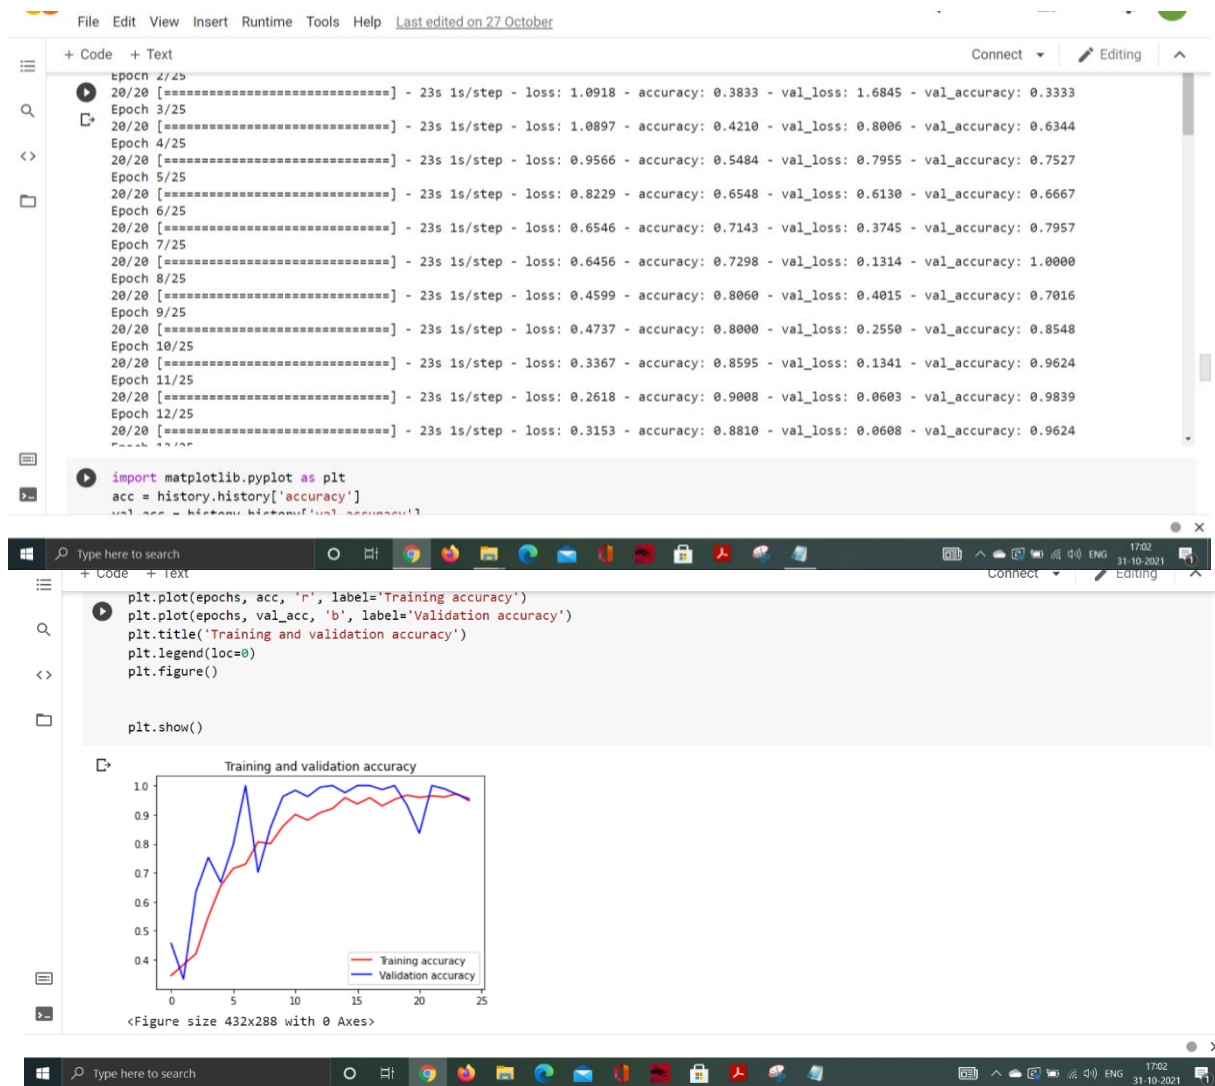 File Edit View Insert Runtime Tools Help Last edited on 27 October
+ Code + Text Connect Editing
Epoch 2/25
20/20 [==============================] - 23s 1s/step - loss: 1.0918 - accuracy: 0.3833 - val_loss: 1.6845 - val_accuracy: 0.3333
Epoch 3/25
20/20 [==============================] - 23s 1s/step - loss: 1.0897 - accuracy: 0.4210 - val_loss: 0.8006 - val_accuracy: 0.6344
Epoch 4/25
20/20 [==============================] - 23s 1s/step - loss: 0.9566 - accuracy: 0.5484 - val_loss: 0.7955 - val_accuracy: 0.7527
Epoch 5/25
20/20 [==============================] - 23s 1s/step - loss: 0.8229 - accuracy: 0.6548 - val_loss: 0.6130 - val_accuracy: 0.6667
Epoch 6/25
20/20 [==============================] - 23s 1s/step - loss: 0.6546 - accuracy: 0.7143 - val_loss: 0.3745 - val_accuracy: 0.7957
Epoch 7/25
20/20 [==============================] - 23s 1s/step - loss: 0.6456 - accuracy: 0.7298 - val_loss: 0.1314 - val_accuracy: 1.0000
Epoch 8/25
20/20 [==============================] - 23s 1s/step - loss: 0.4599 - accuracy: 0.8060 - val_loss: 0.4015 - val_accuracy: 0.7016
Epoch 9/25
20/20 [==============================] - 23s 1s/step - loss: 0.4737 - accuracy: 0.8000 - val_loss: 0.2550 - val_accuracy: 0.8548
Epoch 10/25
20/20 [==============================] - 23s 1s/step - loss: 0.3367 - accuracy: 0.8595 - val_loss: 0.1341 - val_accuracy: 0.9624
Epoch 11/25
20/20 [==============================] - 23s 1s/step - loss: 0.2618 - accuracy: 0.9008 - val_loss: 0.0603 - val_accuracy: 0.9839
Epoch 12/25
20/20 [==============================] - 23s 1s/step - loss: 0.3153 - accuracy: 0.8810 - val_loss: 0.0608 - val_accuracy: 0.9624
Epoch 13/25
import matplotlib.pyplot as plt
acc = history.history['accuracy']
val_acc = history.history['val_accuracy']
Type here to search ENG 17:02
31-10-2021
+ Code + Text Connect Editing
plt.plot(epochs, acc, 'r', label='Training accuracy')
plt.plot(epochs, val_acc, 'b', label='Validation accuracy')
plt.title('Training and validation accuracy')
plt.legend(loc=0)
plt.figure()
plt.show()
Training and validation accuracy
1.0
0.9
0.8
0.7
0.6
0.5
0.4
Training accuracy
Validation accuracy
0 5 10 15 20 25
<Figure size 432x288 with 0 Axes>
Type here to search ENG 17:02
31-10-2021